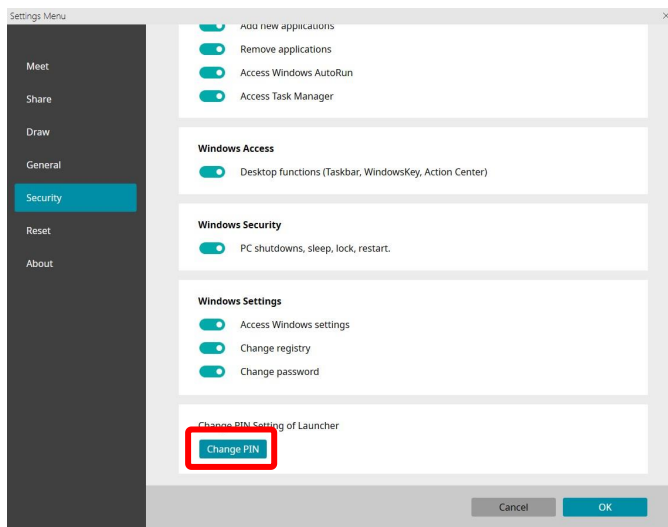 Settings Menu
Meet
Share
Draw
General
Security
Reset
About
Add new applications
Remove applications
Access Windows AutoRun
Access Task Manager
Windows Access
Desktop functions (Taskbar, WindowsKey, Action Center)
Windows Security
PC shutdowns, sleep, lock, restart.
Windows Settings
Access Windows settings
Change registry
Change password
Change PIN Setting of Launcher
Change PIN
Cancel
OK